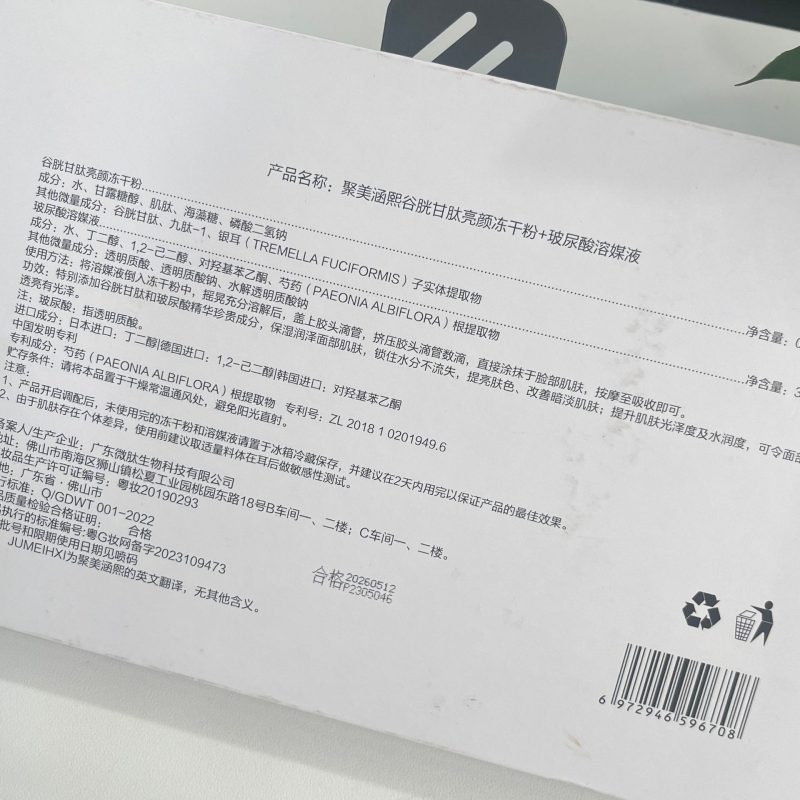 产品名称：聚美涵熙谷胱甘肽亮颜冻干粉+玻尿酸溶媒液
谷胱甘肽亮颜冻干粉
净含量：
成分：水、甘露糖醇、肌肽、海藻糖、磷酸二氢钠
其他微量成分：谷胱甘肽、九肽-1、银耳（TREMELLA FUCIFORMIS）子实体提取物
玻尿酸溶媒液
净含量：3
成分：水、丁二醇、1,2-己二醇、对羟基苯乙酮、芍药（PAEONIA ALBIFLORA）根提取物
其他微量成分：透明质酸、透明质酸钠、水解透明质酸钠
使用方法：将溶媒液倒入冻干粉中，摇晃充分溶解后，盖上胶头滴管，挤压胶头滴管数滴，直接涂抹于脸部肌肤，按摩至吸收即可。
功效：特别添加谷胱甘肽和玻尿酸精华珍贵成分，保湿润泽面部肌肤，锁住水分不流失，提亮肤色、改善暗淡肌肤；提升肌肤光泽度及水润度，可令面部
透亮有光泽。
注：玻尿酸：指透明质酸。
进口成分：日本进口：丁二醇|德国进口：1,2-己二醇|韩国进口：对羟基苯乙酮
中国发明专利
专利成分：芍药（PAEONIA ALBIFLORA）根提取物 专利号：ZL 2018 1 0201949.6
贮存条件：请将本品置于干燥常温通风处，避免阳光直射。
注意：
1、产品开启调配后，未使用完的冻干粉和溶媒液请置于冰箱冷藏保存，并建议在2天内用完以保证产品的最佳效果。
2、由于肌肤存在个体差异，使用前建议取适量料体在耳后做敏感性测试。
备案人/生产企业：广东微肽生物科技有限公司
地址：佛山市南海区狮山镇松夏工业园桃园东路18号B车间一、二楼；C车间一、二楼。
妆品生产许可证编号：粤妆20190293
地：广东省·佛山市
行标准：Q/GDWT 001-2022
品质量检验合格证明：合格
执行的标准编号:粤G妆网备字2023109473
批号和限期使用日期见喷码
JUMEIHXI为聚美涵熙的英文翻译，无其他含义。
合格 20260512
P2305046
6 972946 596708